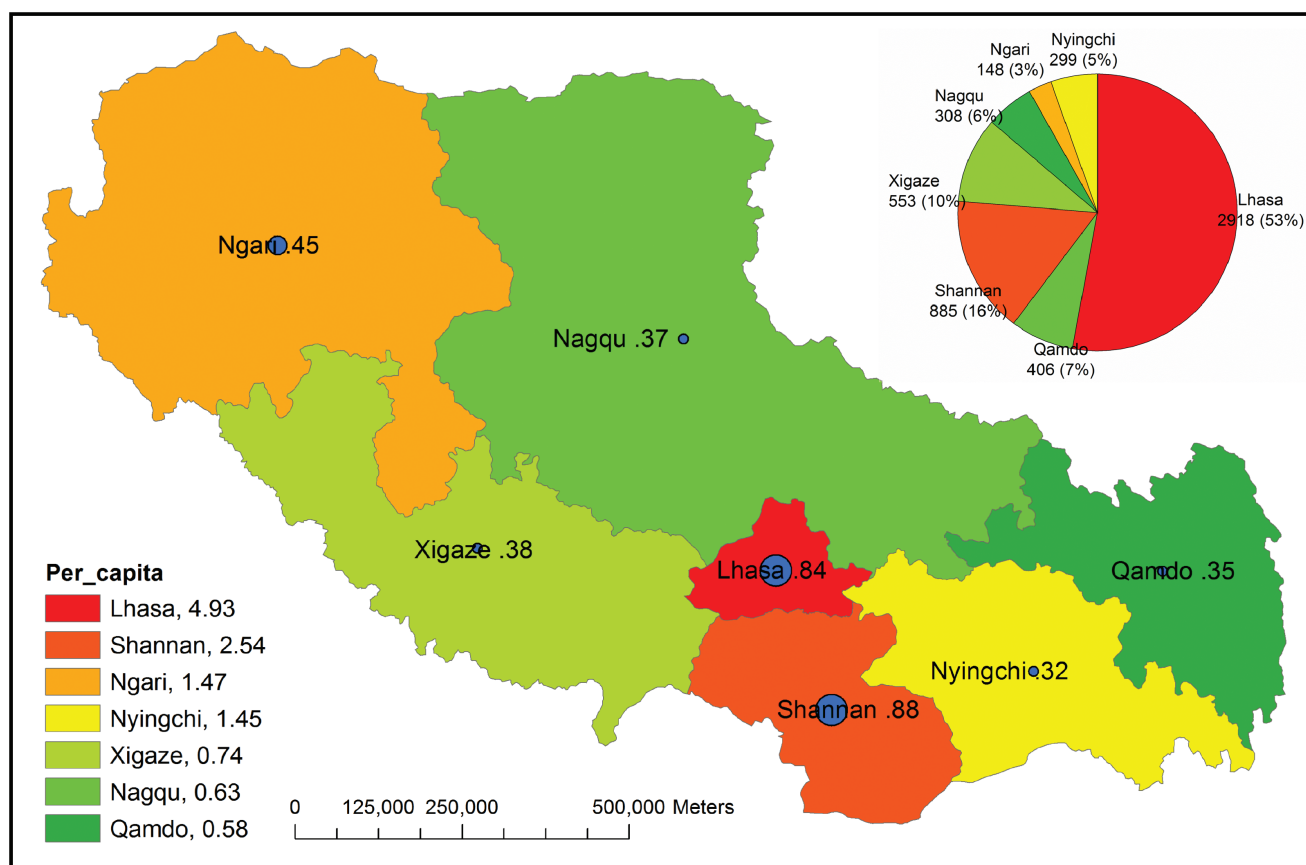 Ngari
148 (3%)
Nyingchi
299 (5%)
Nagqu
308 (6%)
Xigaze
553 (10%)
Lhasa
2918 (53%)
Shannan
885 (16%)
Qamdo
406 (7%)
Ngari .45
Nagqu .37
Xigaze .38
Lhasa .84
Qamdo .35
Nyingchi .32
Shannan .88
Per_capita
Lhasa, 4.93
Shannan, 2.54
Ngari, 1.47
Nyingchi, 1.45
Xigaze, 0.74
Nagqu, 0.63
Qamdo, 0.58
0 125,000 250,000 500,000 Meters